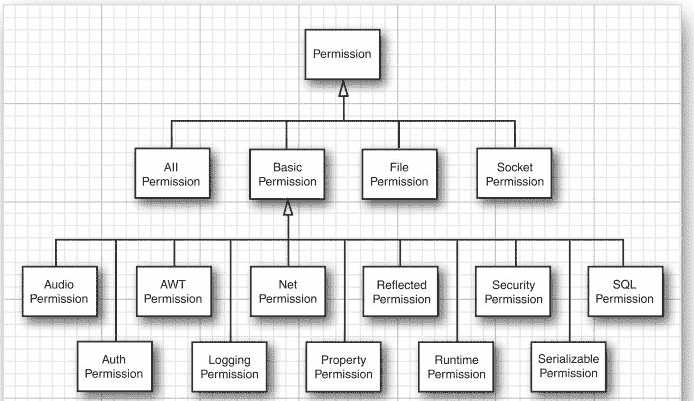 Permission
All
Permission
Basic
Permission
File
Permission
Socket
Permission
Audio
Permission
AWT
Permission
Net
Permission
Reflected
Permission
Security
Permission
SQL
Permission
Auth
Permission
Logging
Permission
Property
Permission
Runtime
Permission
Serializable
Permission